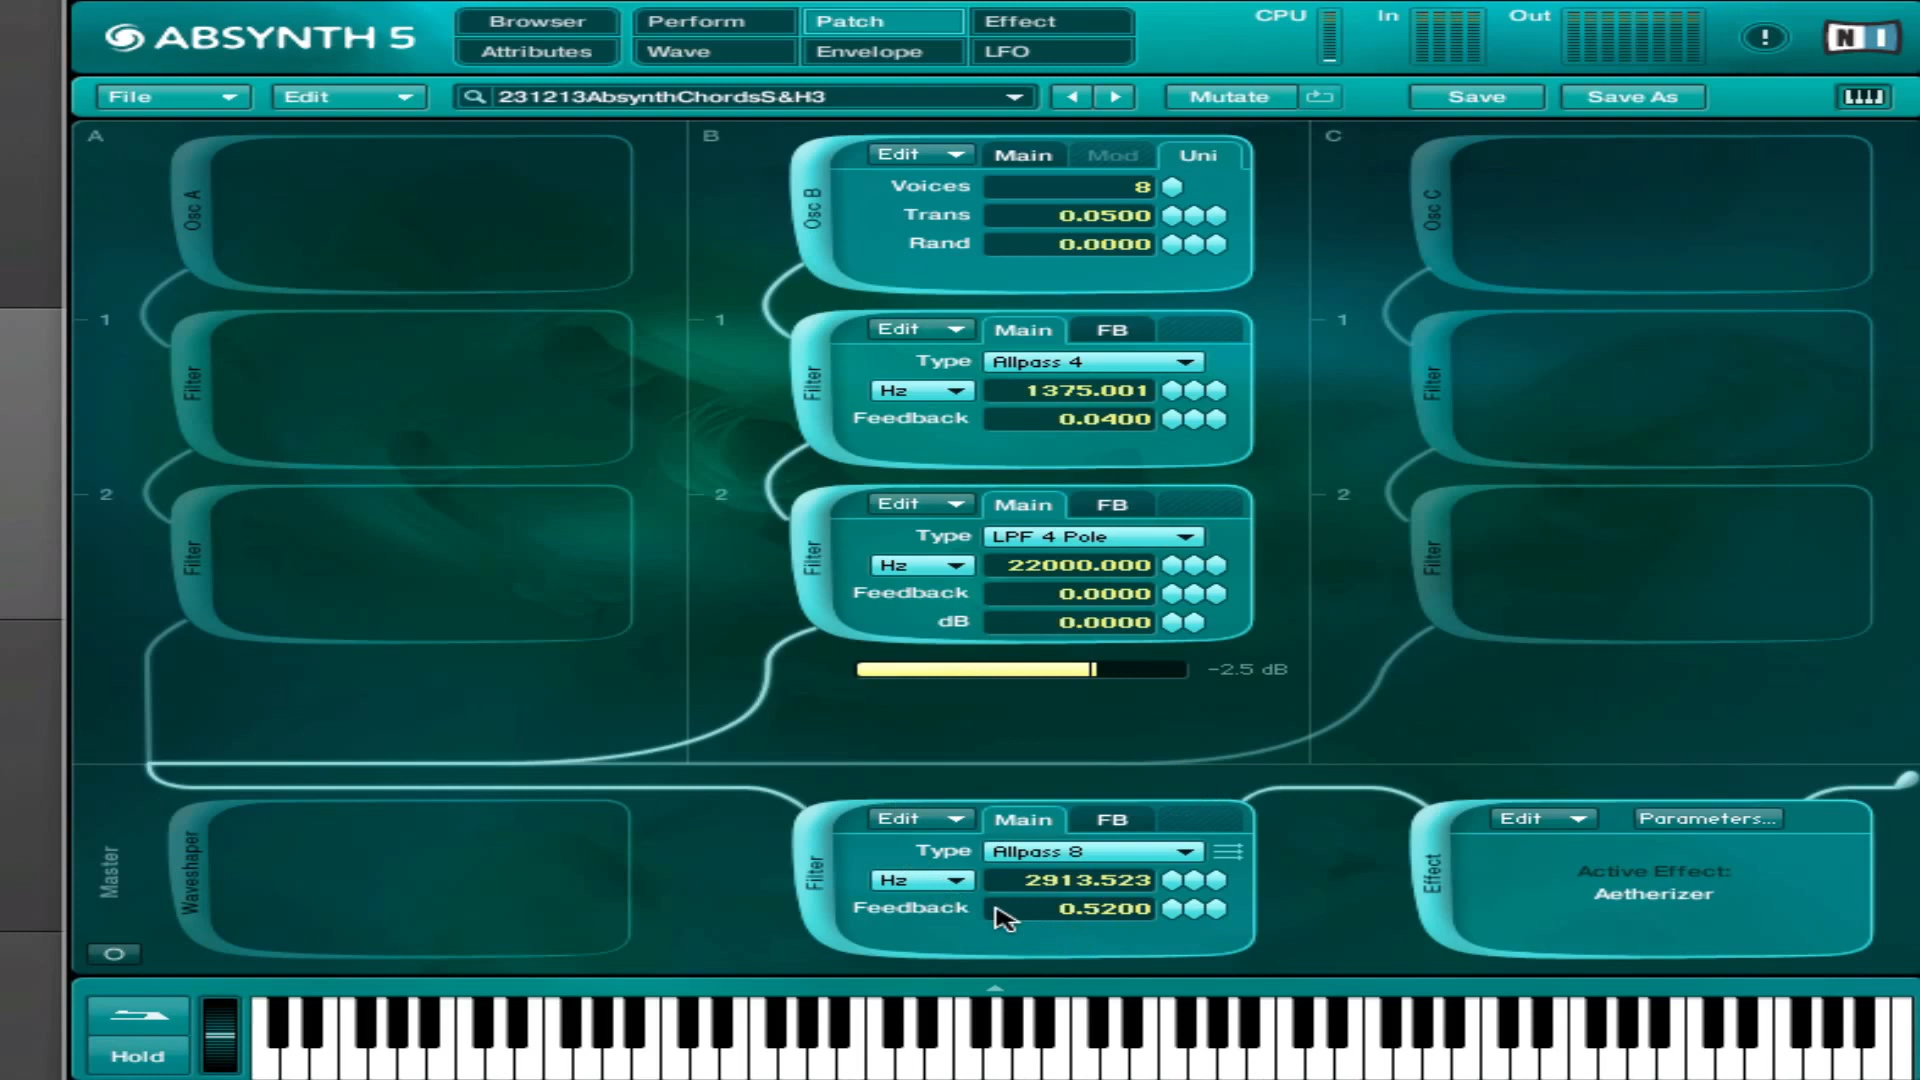 ABSYNTH 5
Browser Perform Patch Effect
Attributes Wave Envelope LFO
CPU In Out ! NI
File Edit 231213AbsynthChordsS&H3 Mutate Save Save As
A B C
Osc A
Osc B
Edit Main Mod Uni
Voices 8
Trans 0.0500
Rand 0.0000
Osc C
1 1 1
Filter
Filter
Edit Main FB
Type Allpass 4
Hz 1375.001
Feedback 0.0400
Filter
2 2 2
Filter
Filter
Edit Main FB
Type LPF 4 Pole
Hz 22000.000
Feedback 0.0000
dB 0.0000
Filter
-2.5 dB
Master
Waveshaper
Filter
Edit Main FB
Type Allpass 8
Hz 2913.523
Feedback 0.5200
Effect
Edit Parameters...
Active Effect:
Aetherizer
Hold